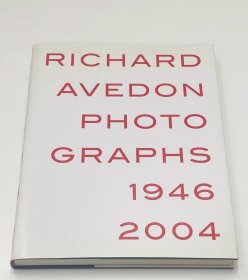 RICHARD
AVEDON
PHOTO
GRAPHS
1946
2004